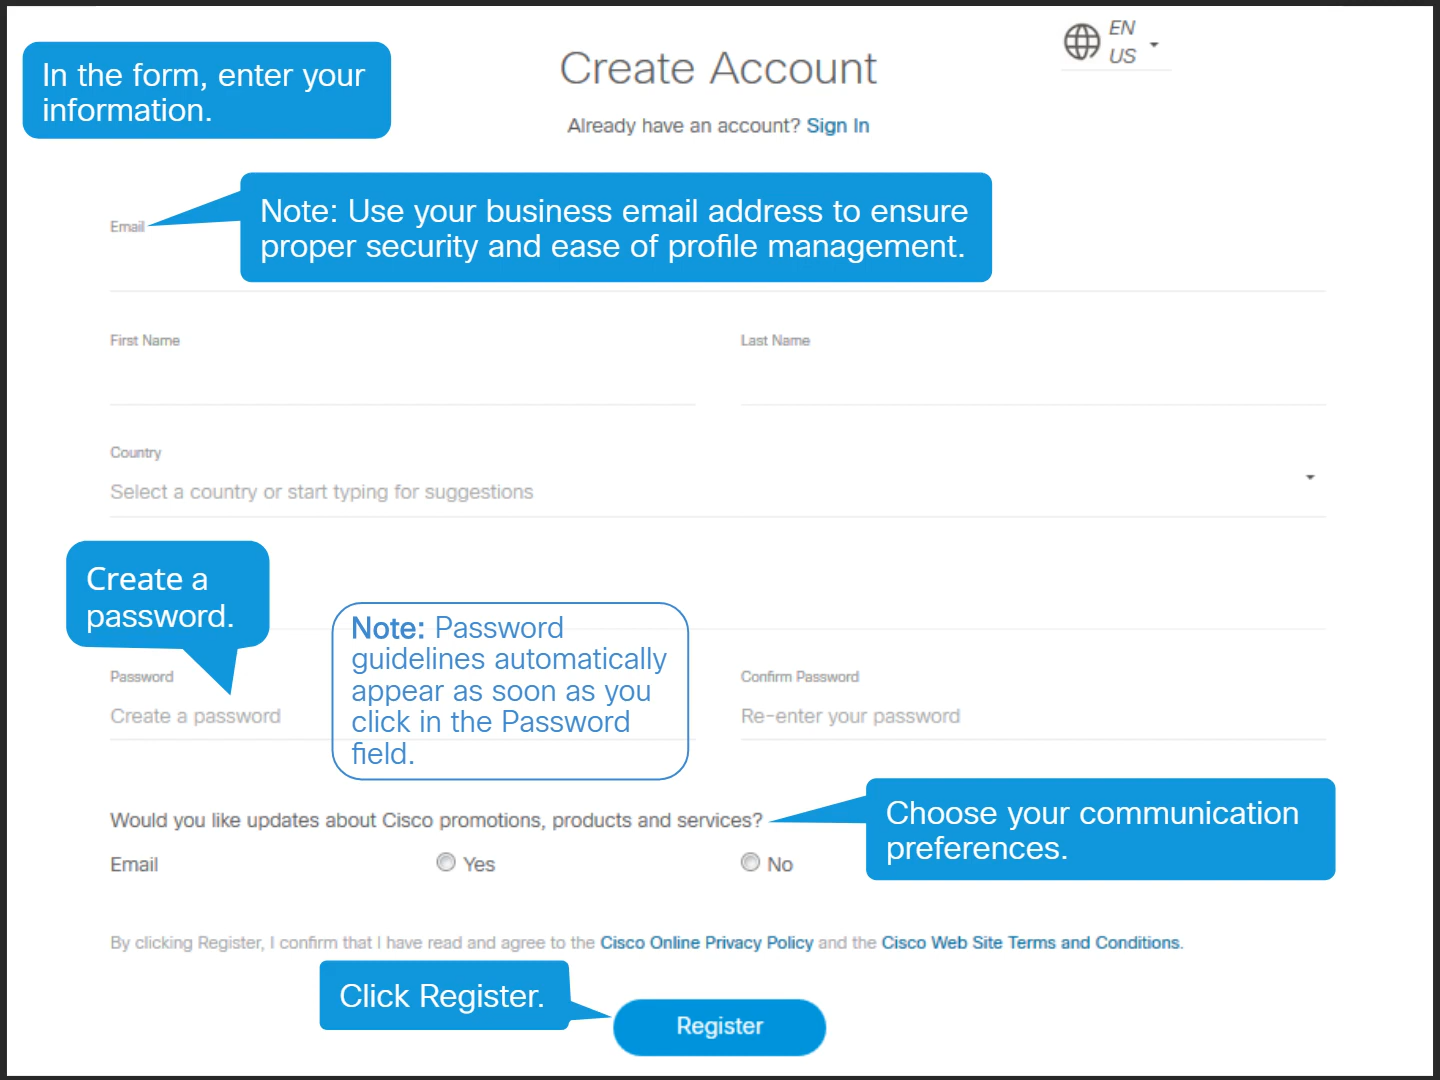 In the form, enter your
information.
Create Account
EN
US
Already have an account? Sign In
Email
Note: Use your business email address to ensure
proper security and ease of profile management.
First Name
Last Name
Country
Select a country or start typing for suggestions
Create a
password.
Note: Password
guidelines automatically
appear as soon as you
click in the Password
field.
Password
Create a password
Confirm Password
Re-enter your password
Would you like updates about Cisco promotions, products and services?
Choose your communication
preferences.
Email
Yes
No
By clicking Register, I confirm that I have read and agree to the Cisco Online Privacy Policy and the Cisco Web Site Terms and Conditions.
Click Register.
Register